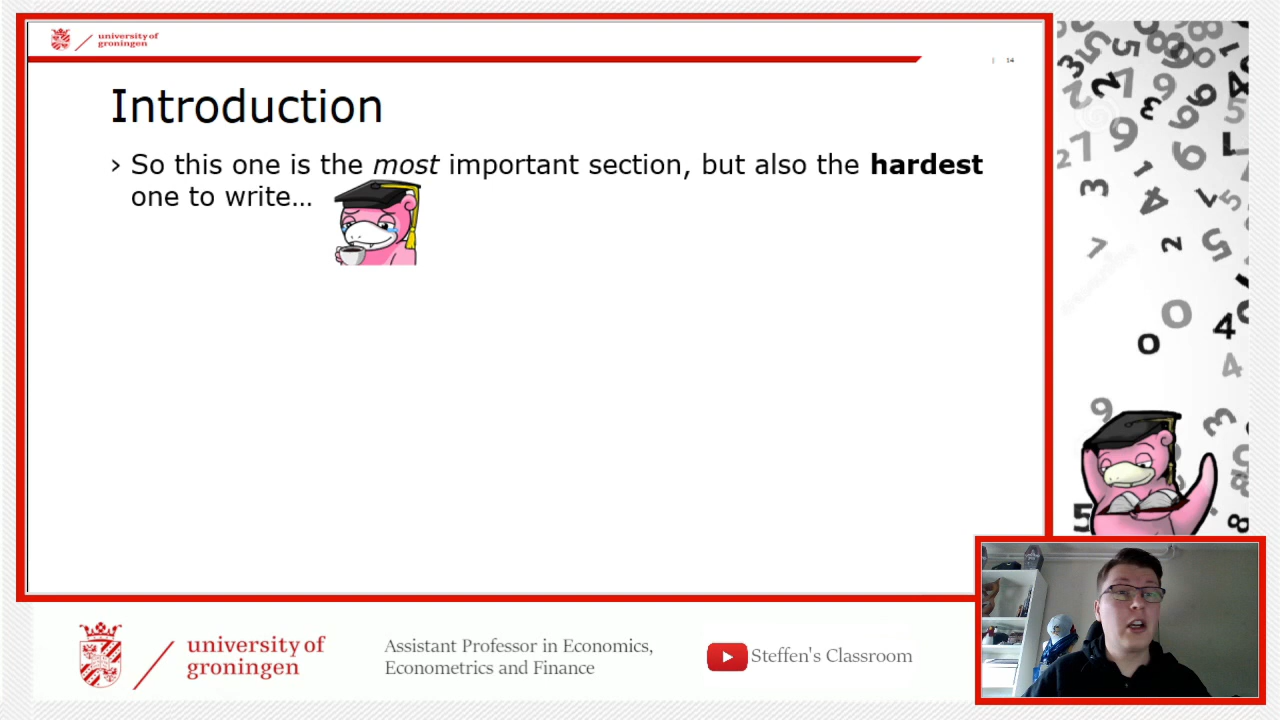 university of
groningen
| 14
Introduction
› So this one is the most important section, but also the hardest
one to write…
university of
groningen
Assistant Professor in Economics,
Econometrics and Finance
Steffen's Classroom